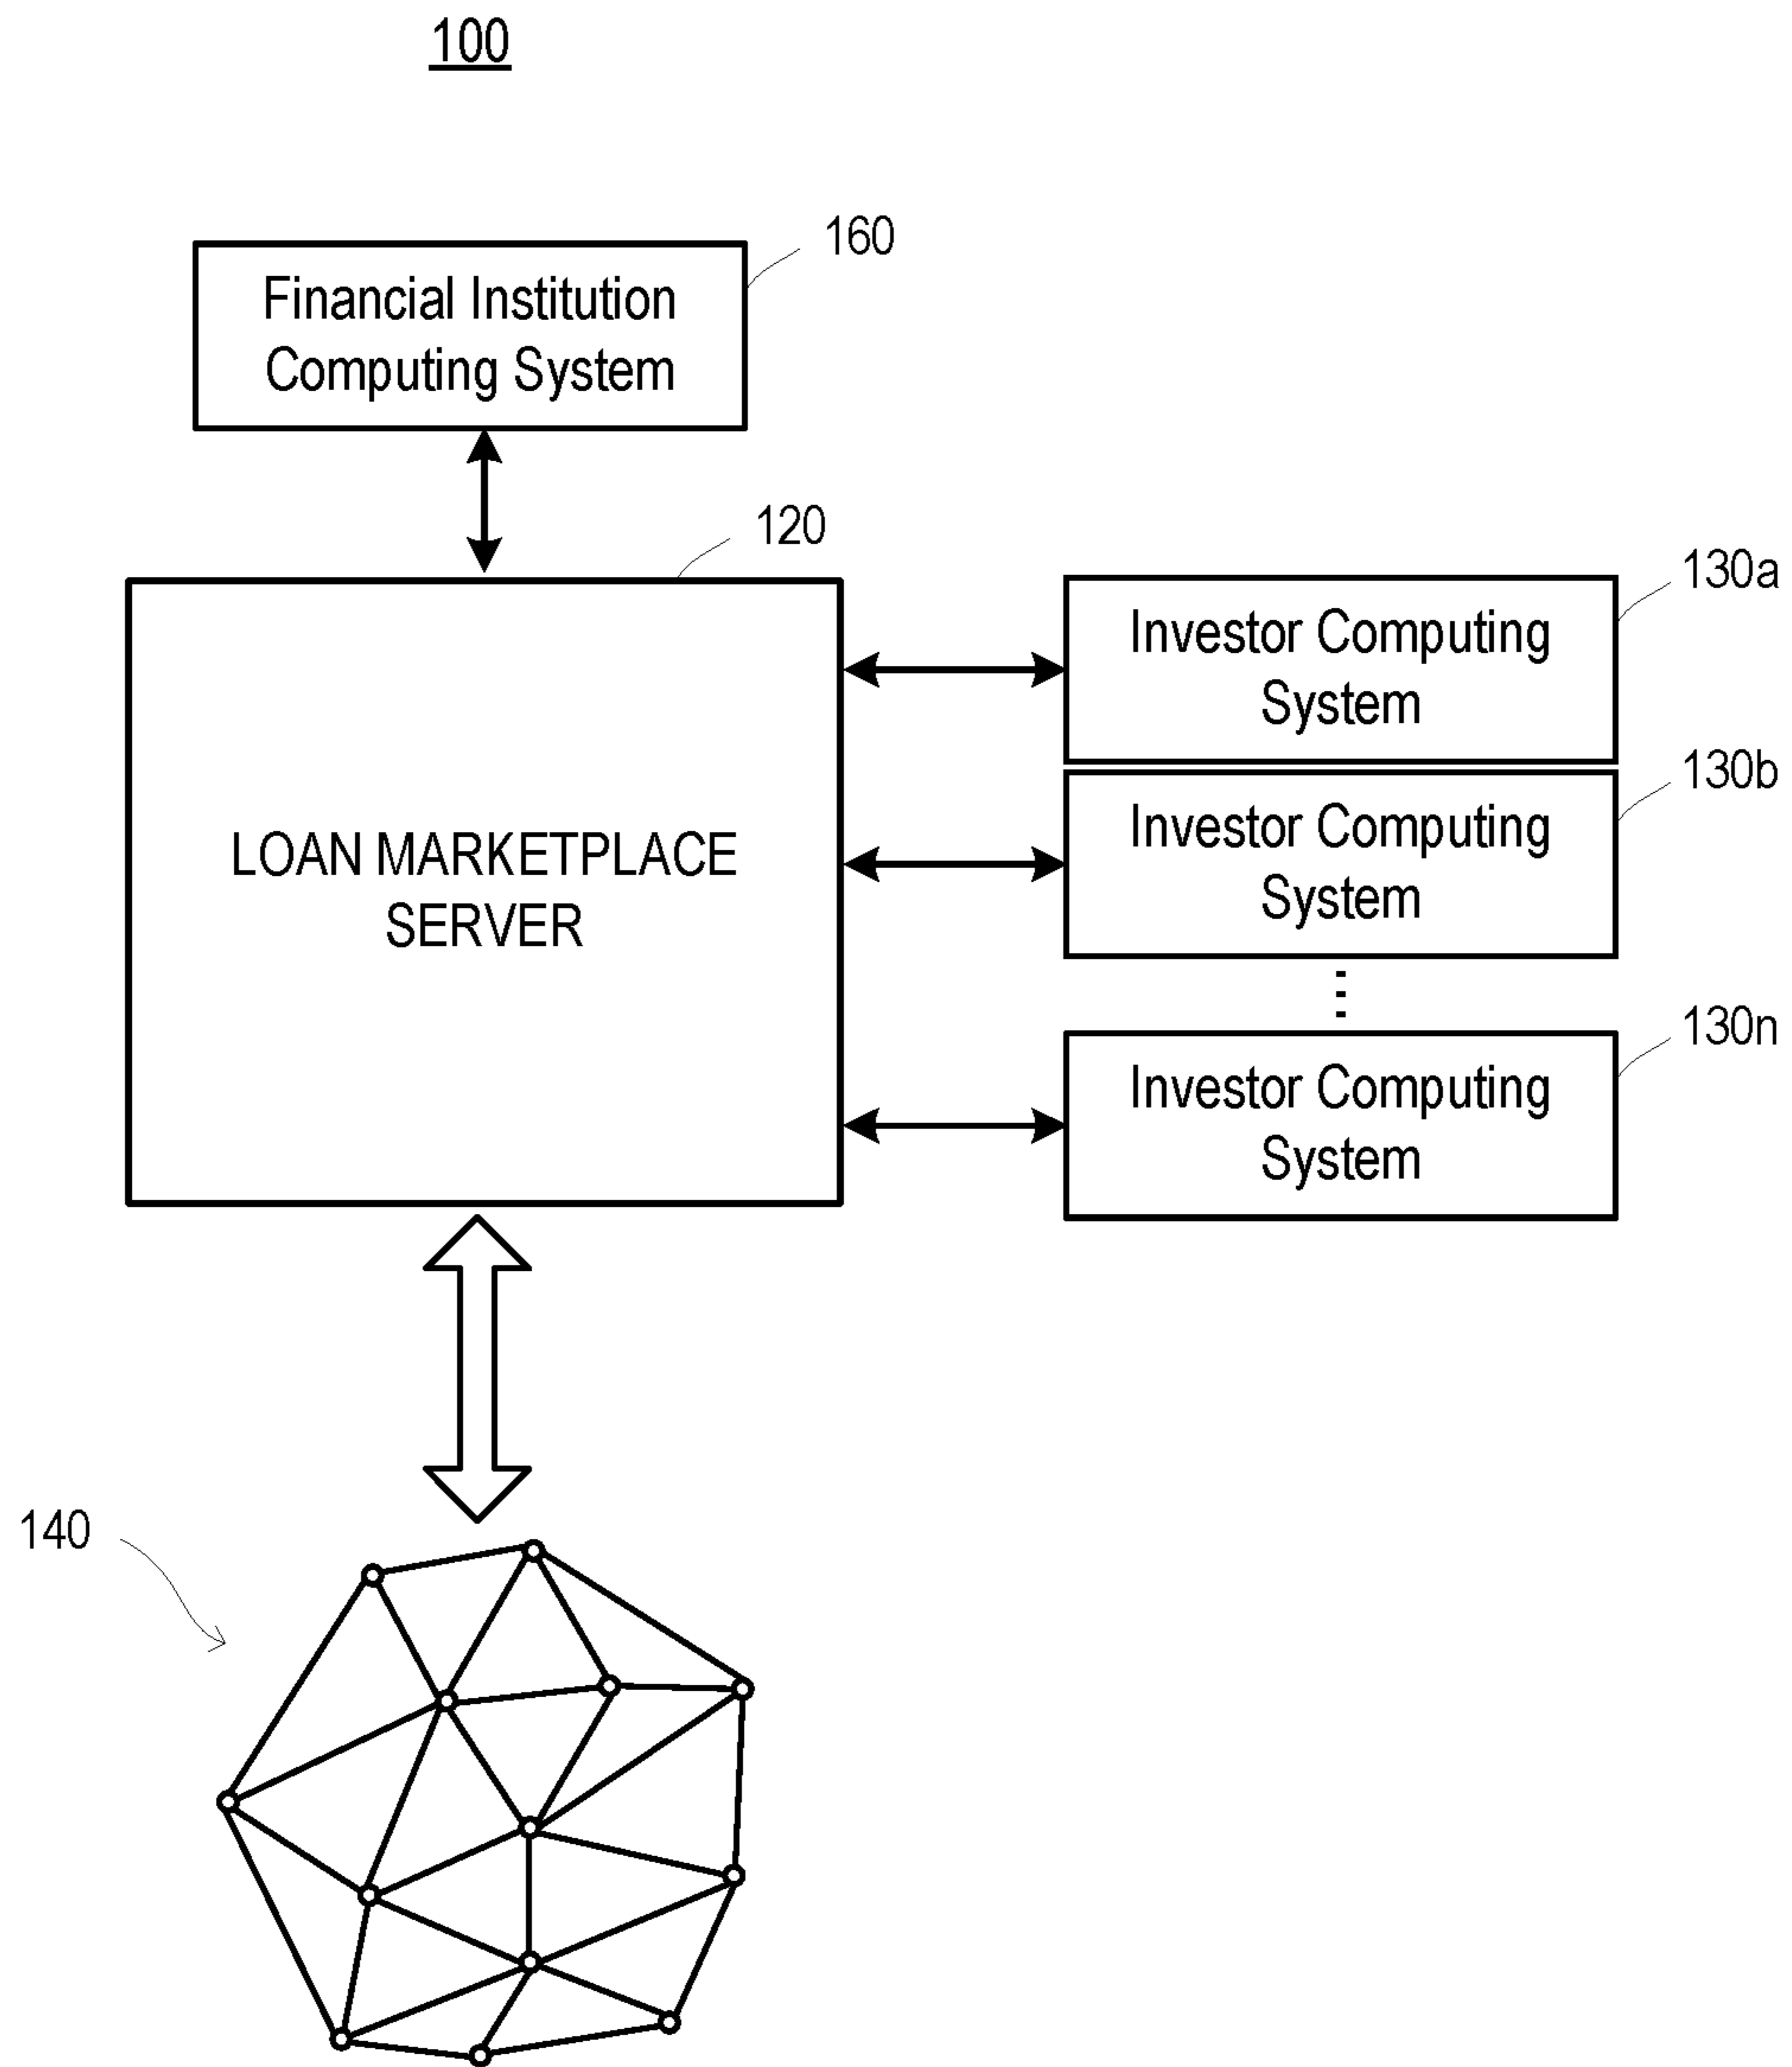 100
160
Financial Institution
Computing System
120
130a
Investor Computing
System
130b
LOAN MARKETPLACE
SERVER
Investor Computing
System
130n
Investor Computing
System
140